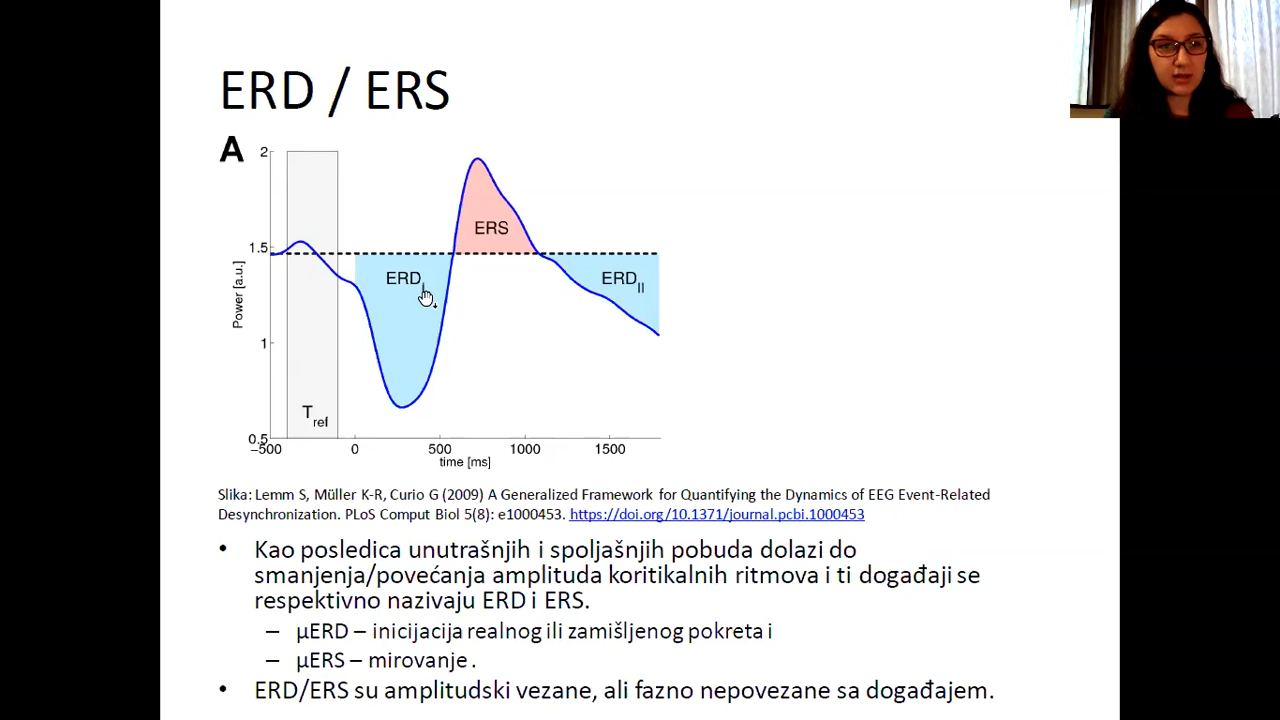 ERD / ERS
A
2
1.5
1
0.5
Power [a.u.]
ERD
ERS
ERD II
T ref
−500 0 500 1000 1500
time [ms]
Slika: Lemm S, Müller K-R, Curio G (2009) A Generalized Framework for Quantifying the Dynamics of EEG Event-Related
Desynchronization. PLoS Comput Biol 5(8): e1000453. https://doi.org/10.1371/journal.pcbi.1000453
• Kao posledica unutrašnjih i spoljašnjih pobuda dolazi do
smanjenja/povećanja amplituda koritikalnih ritmova i ti događaji se
respektivno nazivaju ERD i ERS.
– μERD – inicijacija realnog ili zamišljenog pokreta i
– μERS – mirovanje .
• ERD/ERS su amplitudski vezane, ali fazno nepovezane sa događajem.